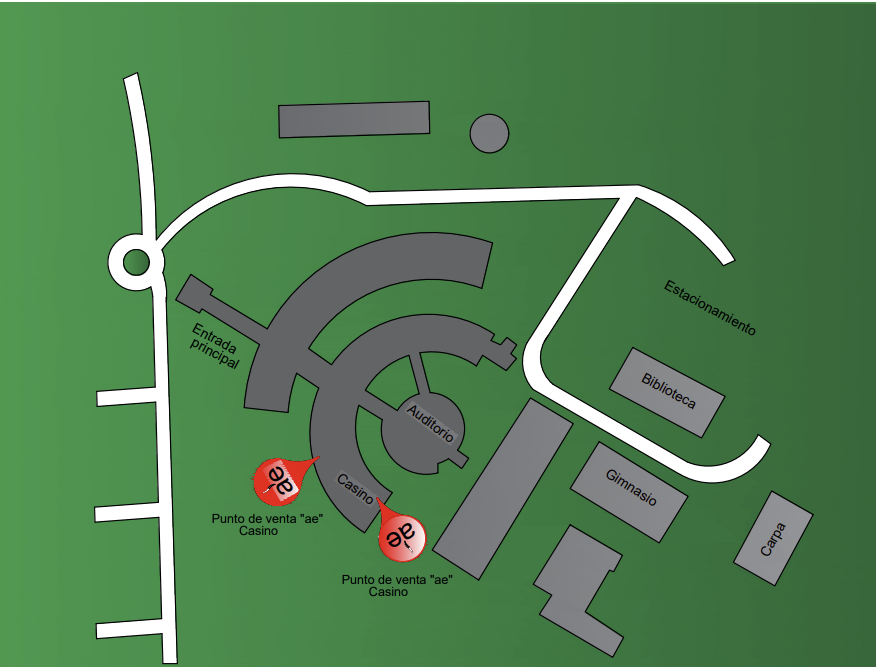 Estacionamiento
Entrada
principal
Biblioteca
Auditorio
Gimnasio
Casino
ae
Punto de venta "ae"
Casino
ae
Carpa
Punto de venta "ae"
Casino